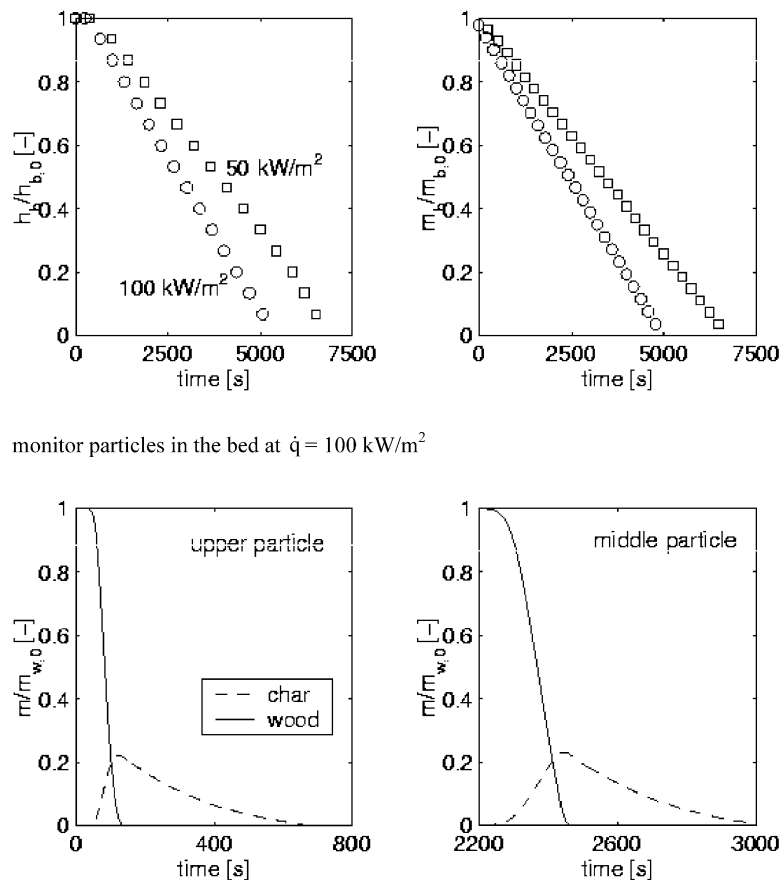 1
0.8
0.6
0.4
0.2
0
h_b/h_b,0 [-]
50 kW/m²
100 kW/m²
0 2500 5000 7500
time [s]
1
0.8
0.6
0.4
0.2
0
m_b/m_b,0 [-]
0 2500 5000 7500
time [s]
monitor particles in the bed at q̇ = 100 kW/m²
1
0.8
0.6
0.4
0.2
0
m/m_w,0 [-]
upper particle
char
wood
0 400 800
time [s]
1
0.8
0.6
0.4
0.2
0
m/m_w,0 [-]
middle particle
2200 2600 3000
time [s]